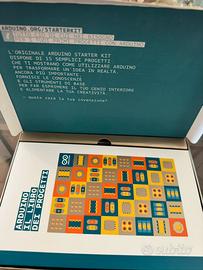 ARDUINO.ORG/STARTERKIT
L'ORIGINALE ARDUINO STARTER KIT
DISPONE DI 15 SEMPLICI PROGETTI
CHE TI MOSTRANO COME UTILIZZARE ARDUINO
PER TRASFORMARE UN'IDEA IN REALTÀ.
ANCORA PIÙ IMPORTANTE
FORNISCE LE CONOSCENZE
E GLI STRUMENTI DI BASE
PER FAR ESPRIMERE IL TUO GENIO INTERIORE
E ALIMENTARE LA TUA CREATIVITÀ.
- Quale sarà la tua invenzione?
ARDUINO
IL LIBRO
DEI PROGETTI
subito